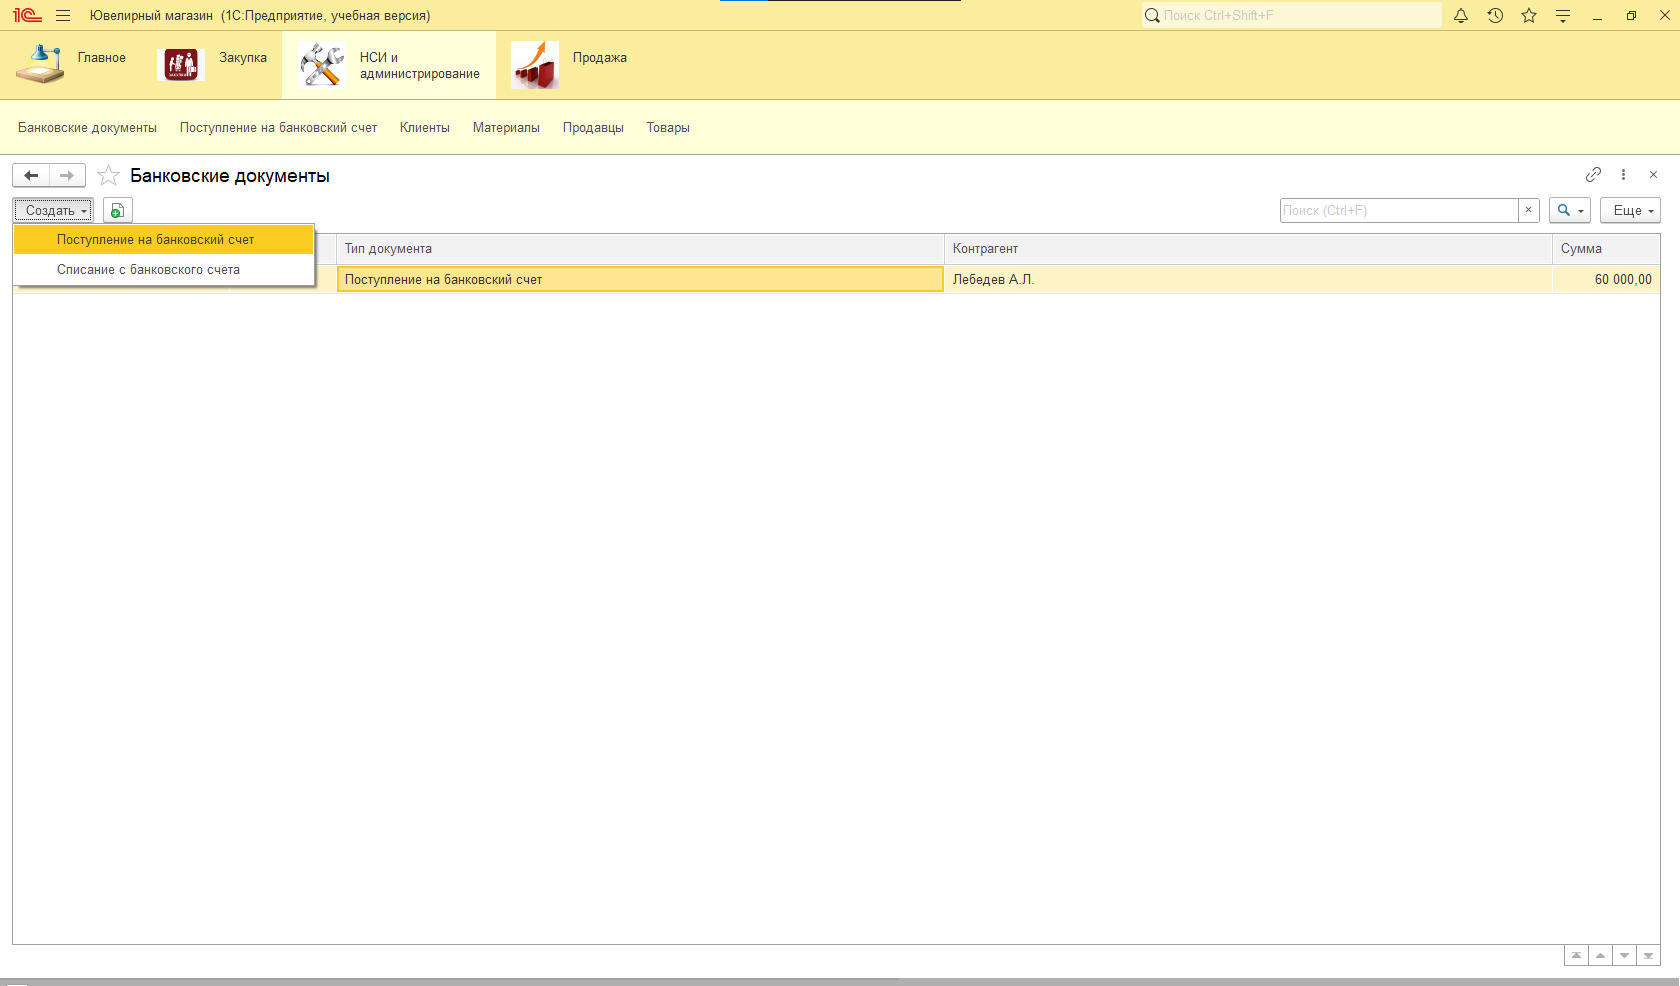 1С Ювелирный магазин (1С:Предприятие, учебная версия) Поиск Ctrl+Shift+F
Главное
ЗАКУПКИ
Закупка
НСИ и
администрирование
Продажа
Банковские документы Поступление на банковский счет Клиенты Материалы Продавцы Товары
Банковские документы
Создать Поиск (Ctrl+F) × Еще
Поступление на банковский счет
Списание с банковского счета
Тип документа Контрагент Сумма
Поступление на банковский счет Лебедев А.Л. 60 000,00